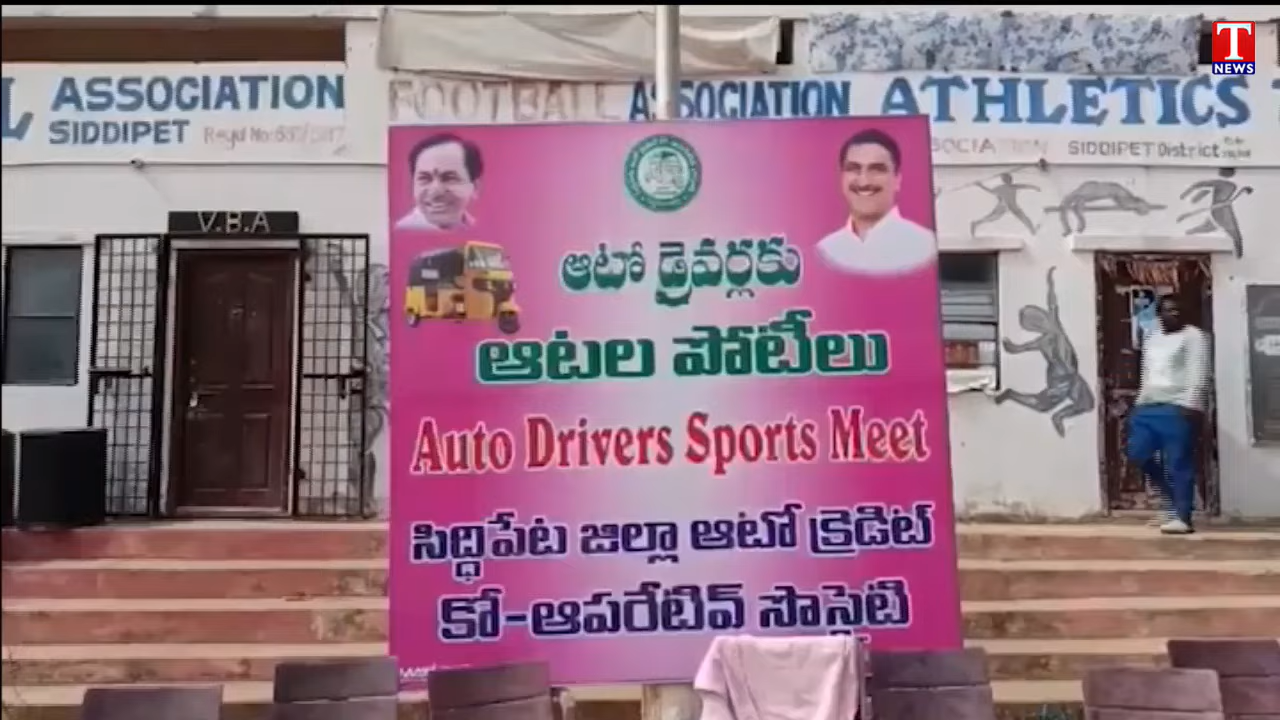 T
NEWS
L ASSOCIATION
SIDDIPET
FOOTBALL ASSOCIATION
ATHLETICS
SIDDIPET District
V.B.A
ఆటో డ్రైవర్లకు
ఆటల పోటీలు
Auto Drivers Sports Meet
సిద్ధిపేట జిల్లా ఆటో క్రెడిట్
కో-ఆపరేటివ్ సొసైటి